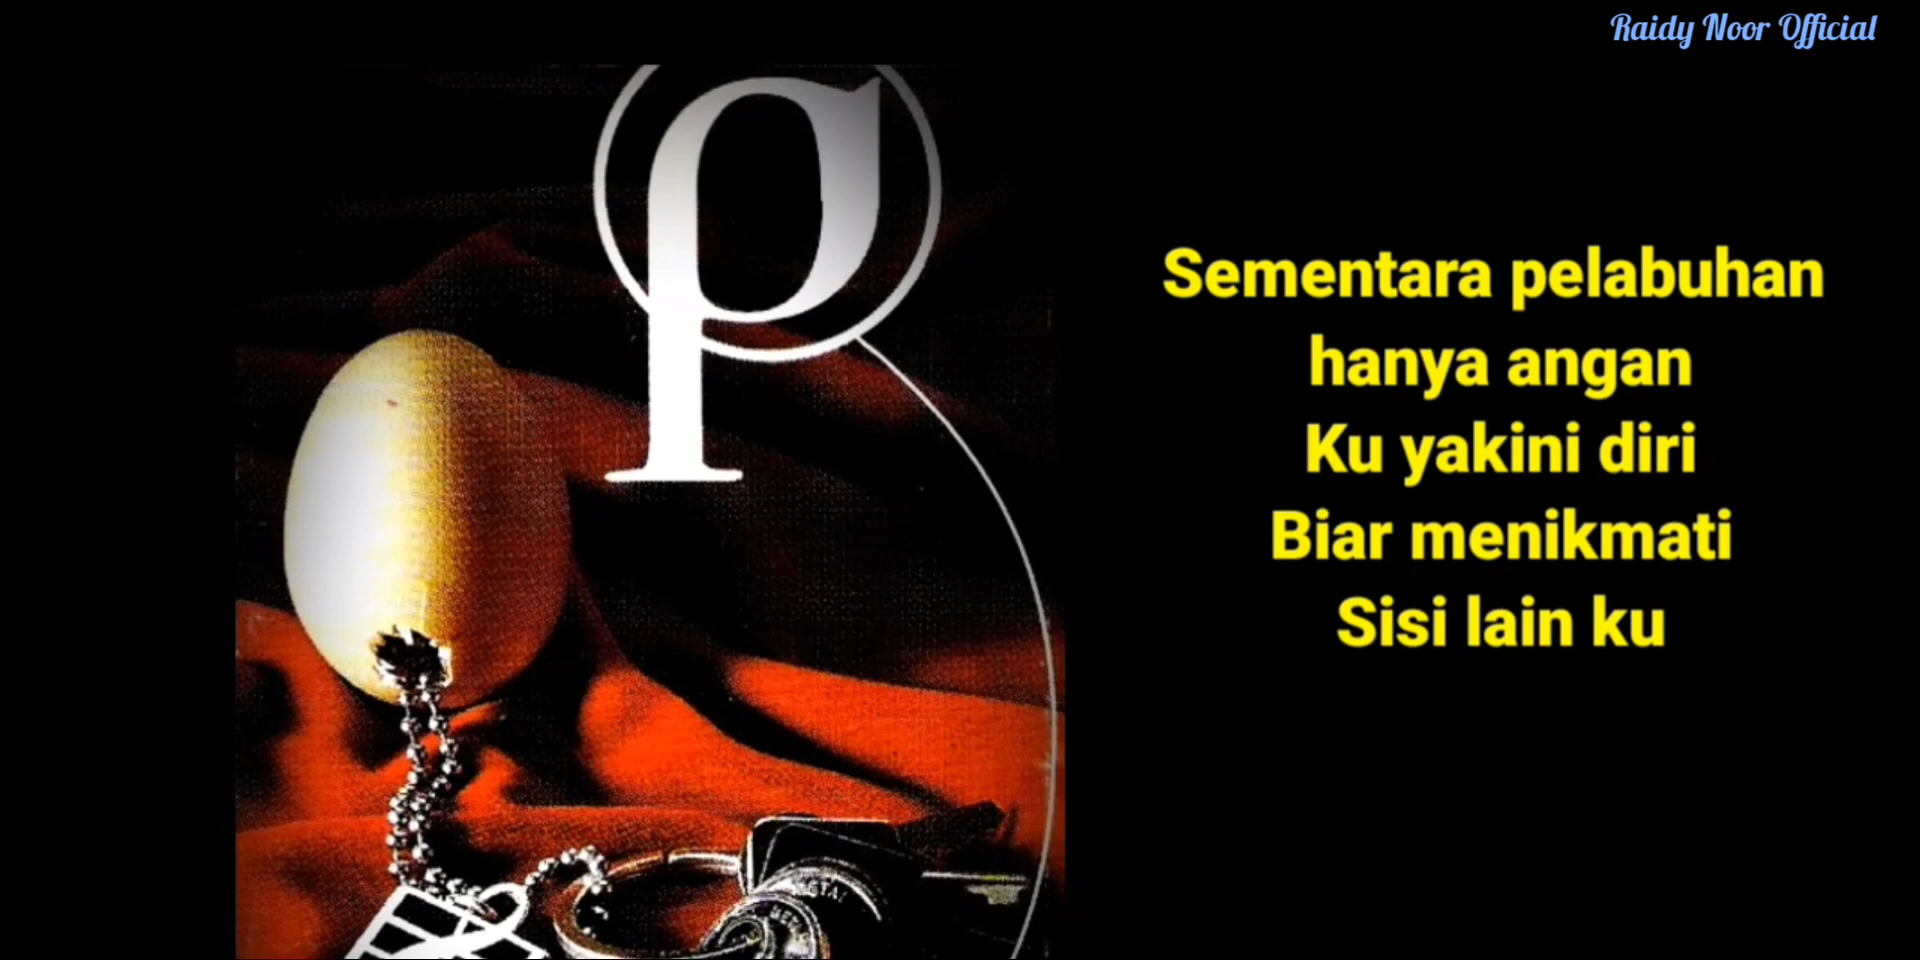 Raidy Noor Official
Sementara pelabuhan
hanya angan
Ku yakini diri
Biar menikmati
Sisi lain ku